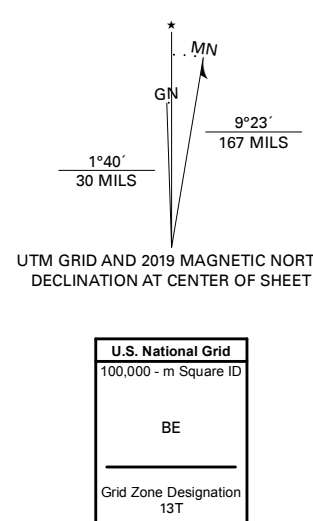 ★
MN
GN
9°23´
167 MILS
1°40´
30 MILS
UTM GRID AND 2019 MAGNETIC NORT
DECLINATION AT CENTER OF SHEET
U.S. National Grid
100,000 - m Square ID
BE
Grid Zone Designation
13T